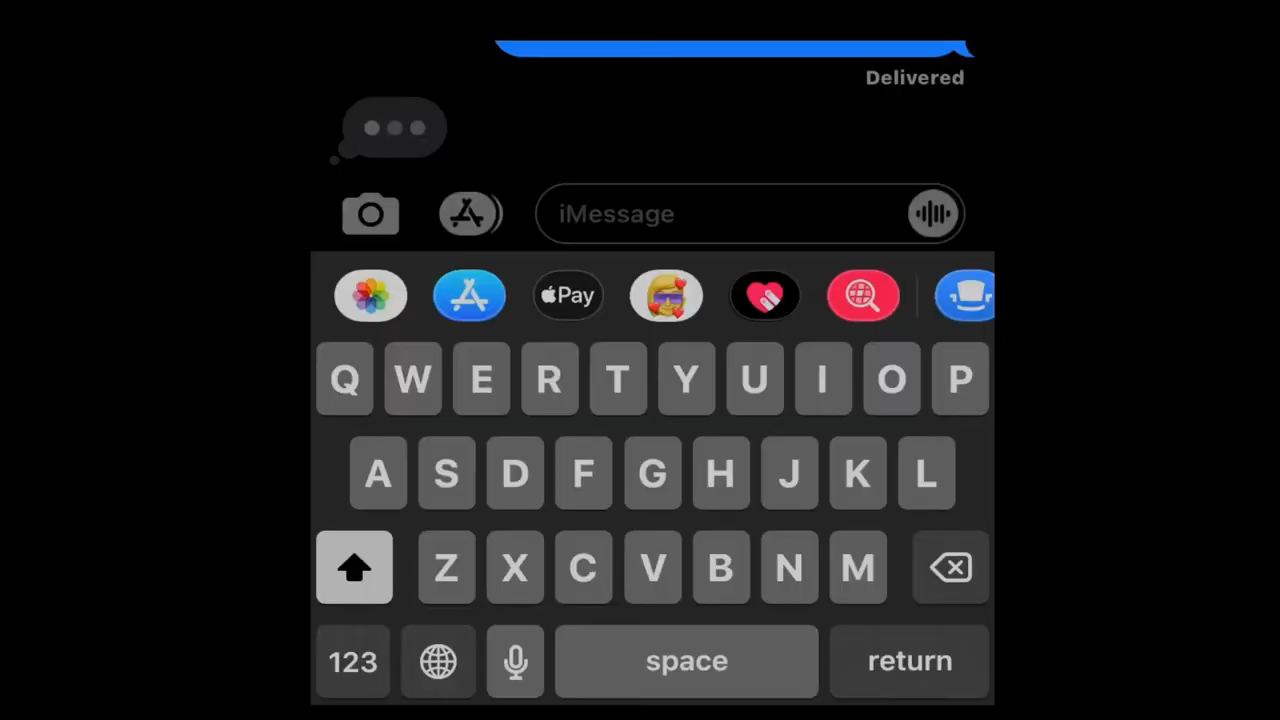 Delivered
iMessage
Pay
Q W E R T Y U I O P
A S D F G H J K L
Z X C V B N M
123 space return